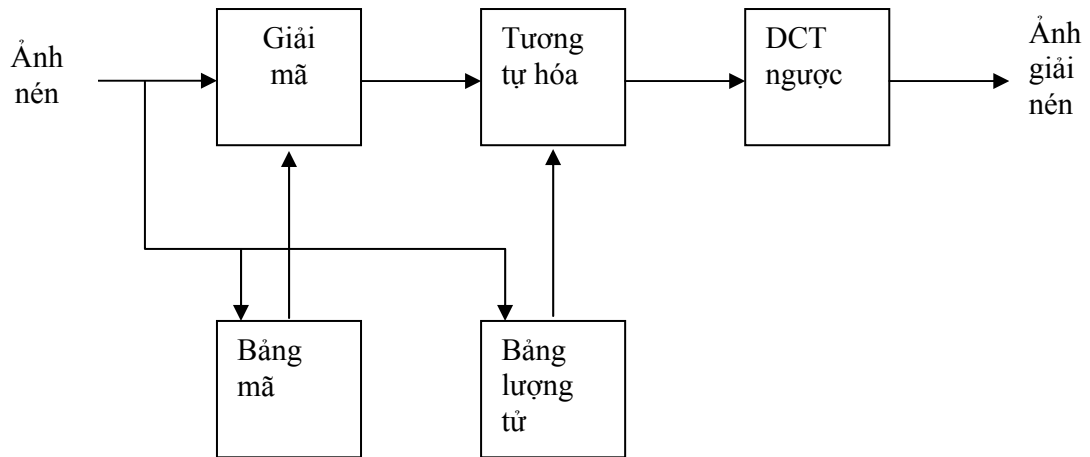 Ảnh
nén
Giải
mã
Tương
tự hóa
DCT
ngược
Ảnh
giải
nén
Bảng
mã
Bảng
lượng
tử